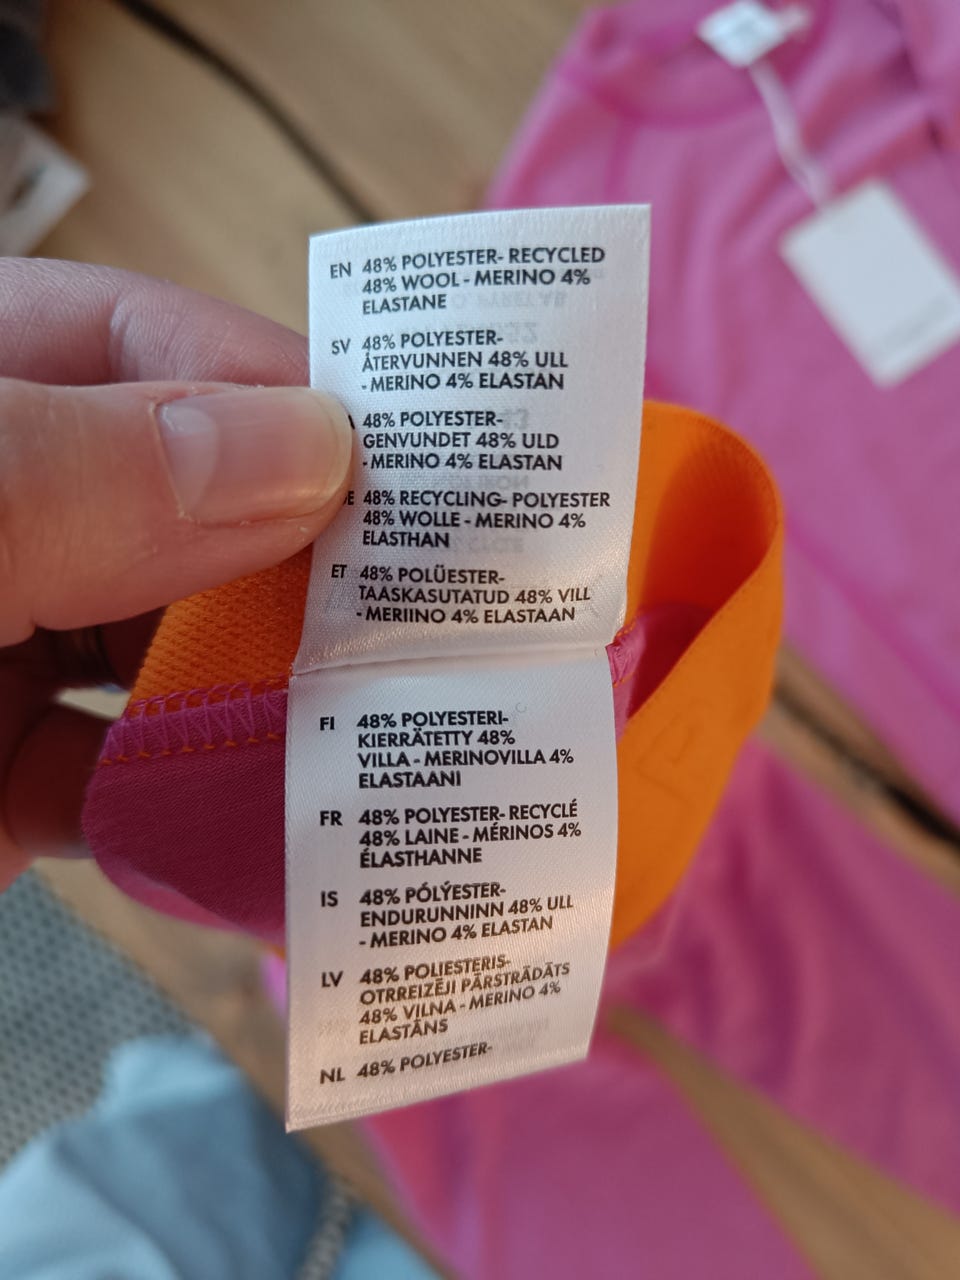 EN 48% POLYESTER- RECYCLED
48% WOOL - MERINO 4%
ELASTANE
SV 48% POLYESTER-
ÅTERVUNNEN 48% ULL
- MERINO 4% ELASTAN
48% POLYESTER-
GENVUNDET 48% ULD
- MERINO 4% ELASTAN
E 48% RECYCLING- POLYESTER
48% WOLLE - MERINO 4%
ELASTHAN
ET 48% POLÜESTER-
TAASKASUTATUD 48% VILL
- MERIINO 4% ELASTAAN
FI 48% POLYESTERI-
KIERRÄTETTY 48%
VILLA - MERINOVILLA 4%
ELASTAANI
FR 48% POLYESTER- RECYCLÉ
48% LAINE - MÉRINOS 4%
ÉLASTHANNE
IS 48% PÓLÝESTER-
ENDURUNNINN 48% ULL
- MERINO 4% ELASTAN
LV 48% POLIESTERIS-
OTRREIZĒJI PĀRSTRĀDĀTS
48% VILNA - MERINO 4%
ELASTĀNS
NL 48% POLYESTER-